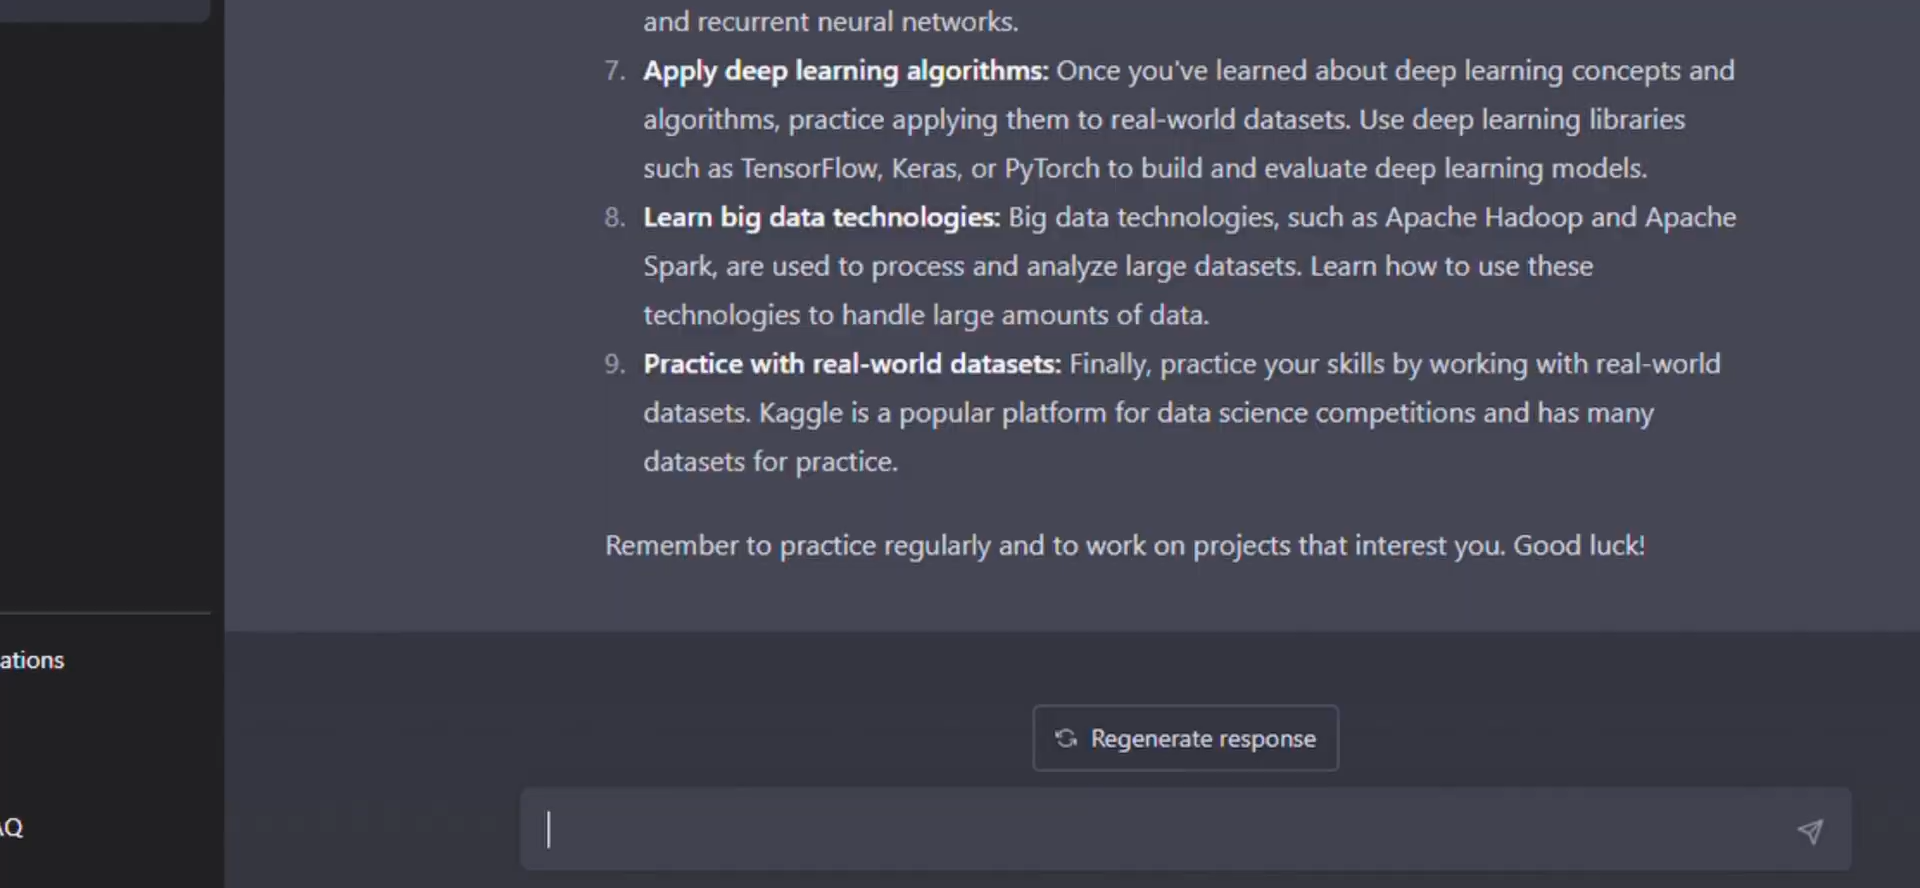 and recurrent neural networks.
7. Apply deep learning algorithms: Once you've learned about deep learning concepts and
algorithms, practice applying them to real-world datasets. Use deep learning libraries
such as TensorFlow, Keras, or PyTorch to build and evaluate deep learning models.
8. Learn big data technologies: Big data technologies, such as Apache Hadoop and Apache
Spark, are used to process and analyze large datasets. Learn how to use these
technologies to handle large amounts of data.
9. Practice with real-world datasets: Finally, practice your skills by working with real-world
datasets. Kaggle is a popular platform for data science competitions and has many
datasets for practice.
Remember to practice regularly and to work on projects that interest you. Good luck!
ations
Regenerate response
AQ